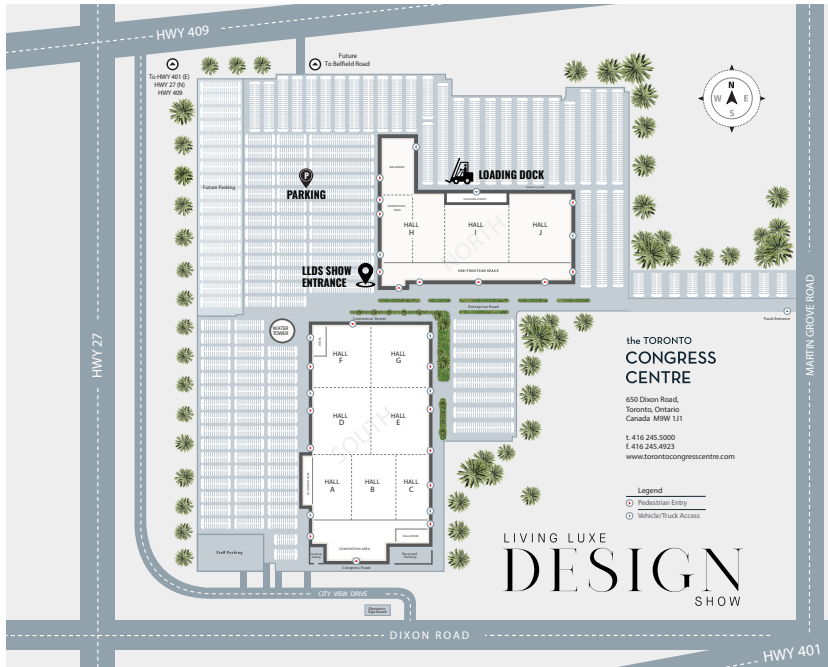 HWY 409
To HWY 401 (E)
HWY 27 (N)
HWY 409
Future
To Belfield Road
N
W E
S
Future Parking
P
PARKING
LOADING DOCK
HALL
H
HALL
I
HALL
J
NORTH
PRE-FUNCTION SPACE
LLDS SHOW
ENTRANCE
Enterprise Road
Commerce Street
Truck Entrance
HWY 27
MARTIN GROVE ROAD
WATER
TOWER
HALL
F
HALL
G
HALL
D
HALL
E
SOUTH
HALL
A
HALL
B
HALL
C
CONVENTION AREA
Reserved
Parking
Staff Parking
Congress Road
the TORONTO
CONGRESS
CENTRE
650 Dixon Road,
Toronto, Ontario
Canada M9W 1J1
t. 416 245.5000
f. 416 245.4923
www.torontocongresscentre.com
Legend
Pedestrian Entry
Vehicle/Truck Access
LIVING LUXE
DESIGN
SHOW
CITY VIEW DRIVE
Electronic
Sign Board
DIXON ROAD
HWY 401